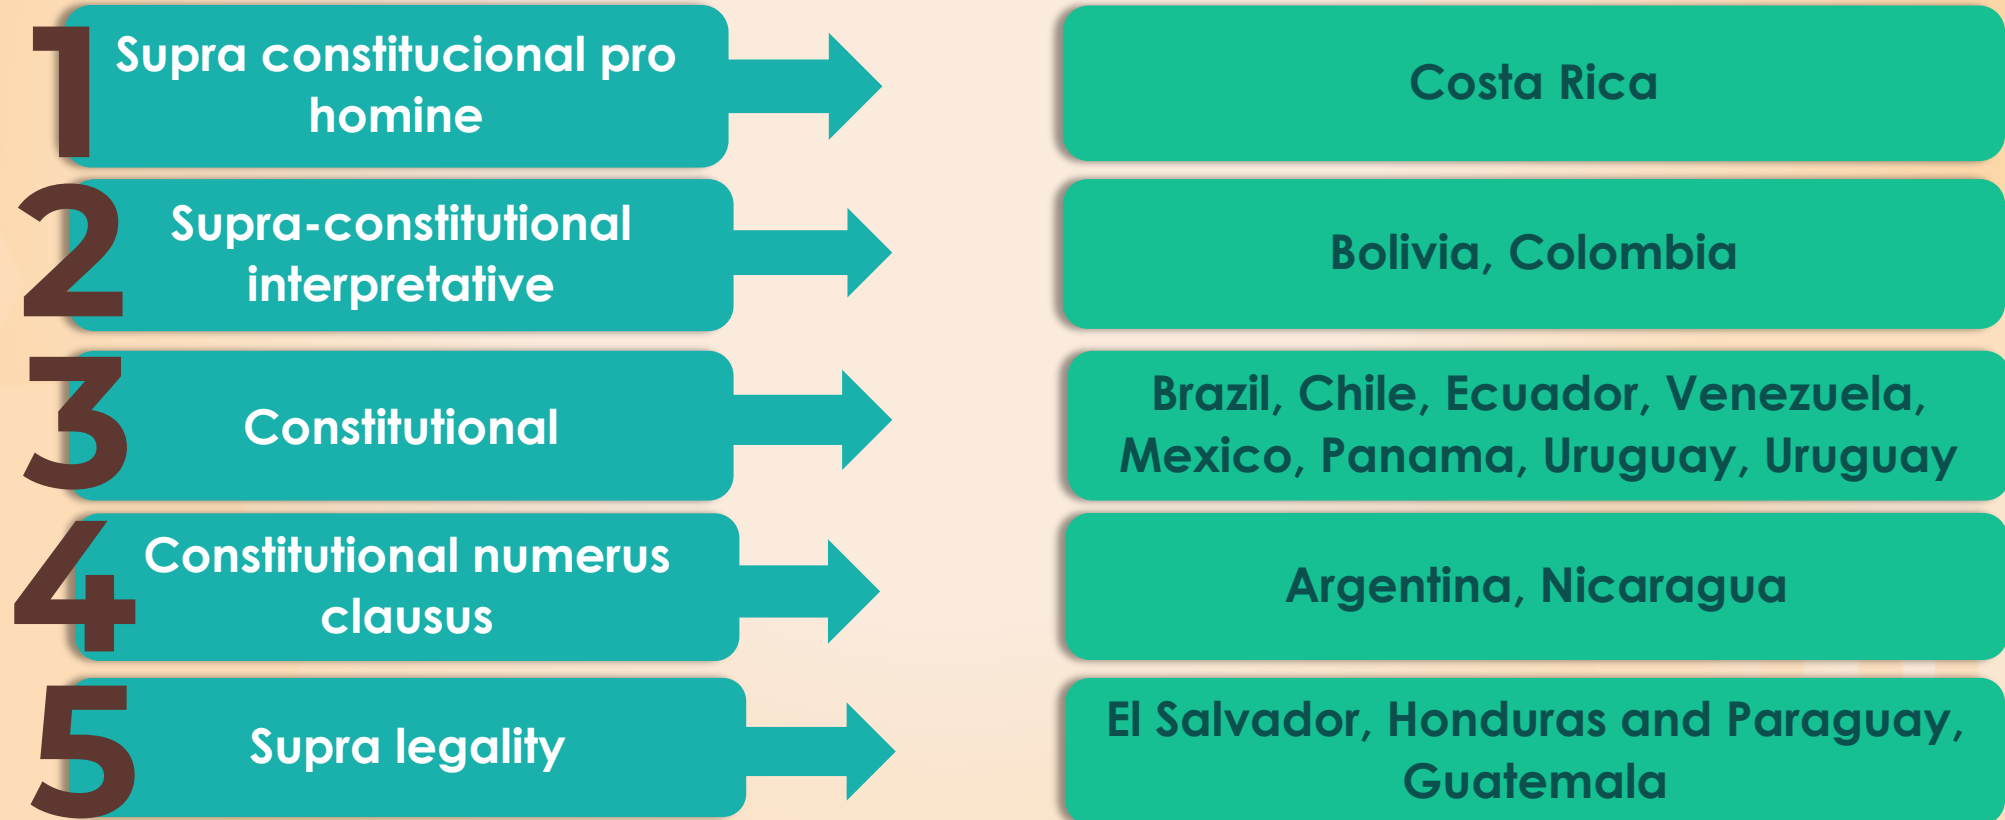 1
Supra constitucional pro
homine
Costa Rica
2
Supra-constitutional
interpretative
Bolivia, Colombia
3
Constitutional
Brazil, Chile, Ecuador, Venezuela,
Mexico, Panama, Uruguay, Uruguay
4
Constitutional numerus
clausus
Argentina, Nicaragua
5
Supra legality
El Salvador, Honduras and Paraguay,
Guatemala